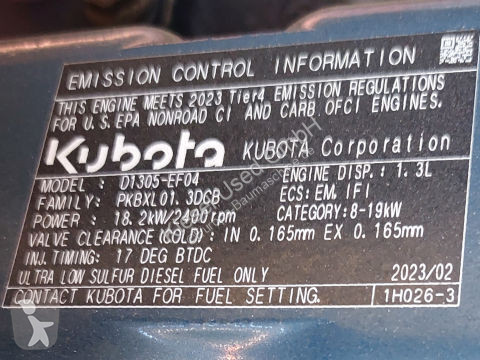 EMISSION CONTROL INFORMATION
THIS ENGINE MEETS 2023 Tier4 EMISSION REGULATIONS
FOR U.S. EPA NONROAD CI AND CARB OFCI ENGINES.
Kubota KUBOTA Corporation
MODEL : D1305-EF04 ENGINE DISP.: 1.3L
FAMILY: PKBXL01.3DCB ECS:EM, IFI
POWER : 18.2kW/2400rpm CATEGORY:8-19kW
VALVE CLEARANCE (COLD): IN 0.165mm EX 0.165mm
INJ.TIMING: 17 DEG BTDC
ULTRA LOW SULFUR DIESEL FUEL ONLY 2023/02
CONTACT KUBOTA FOR FUEL SETTING. 1H026-3